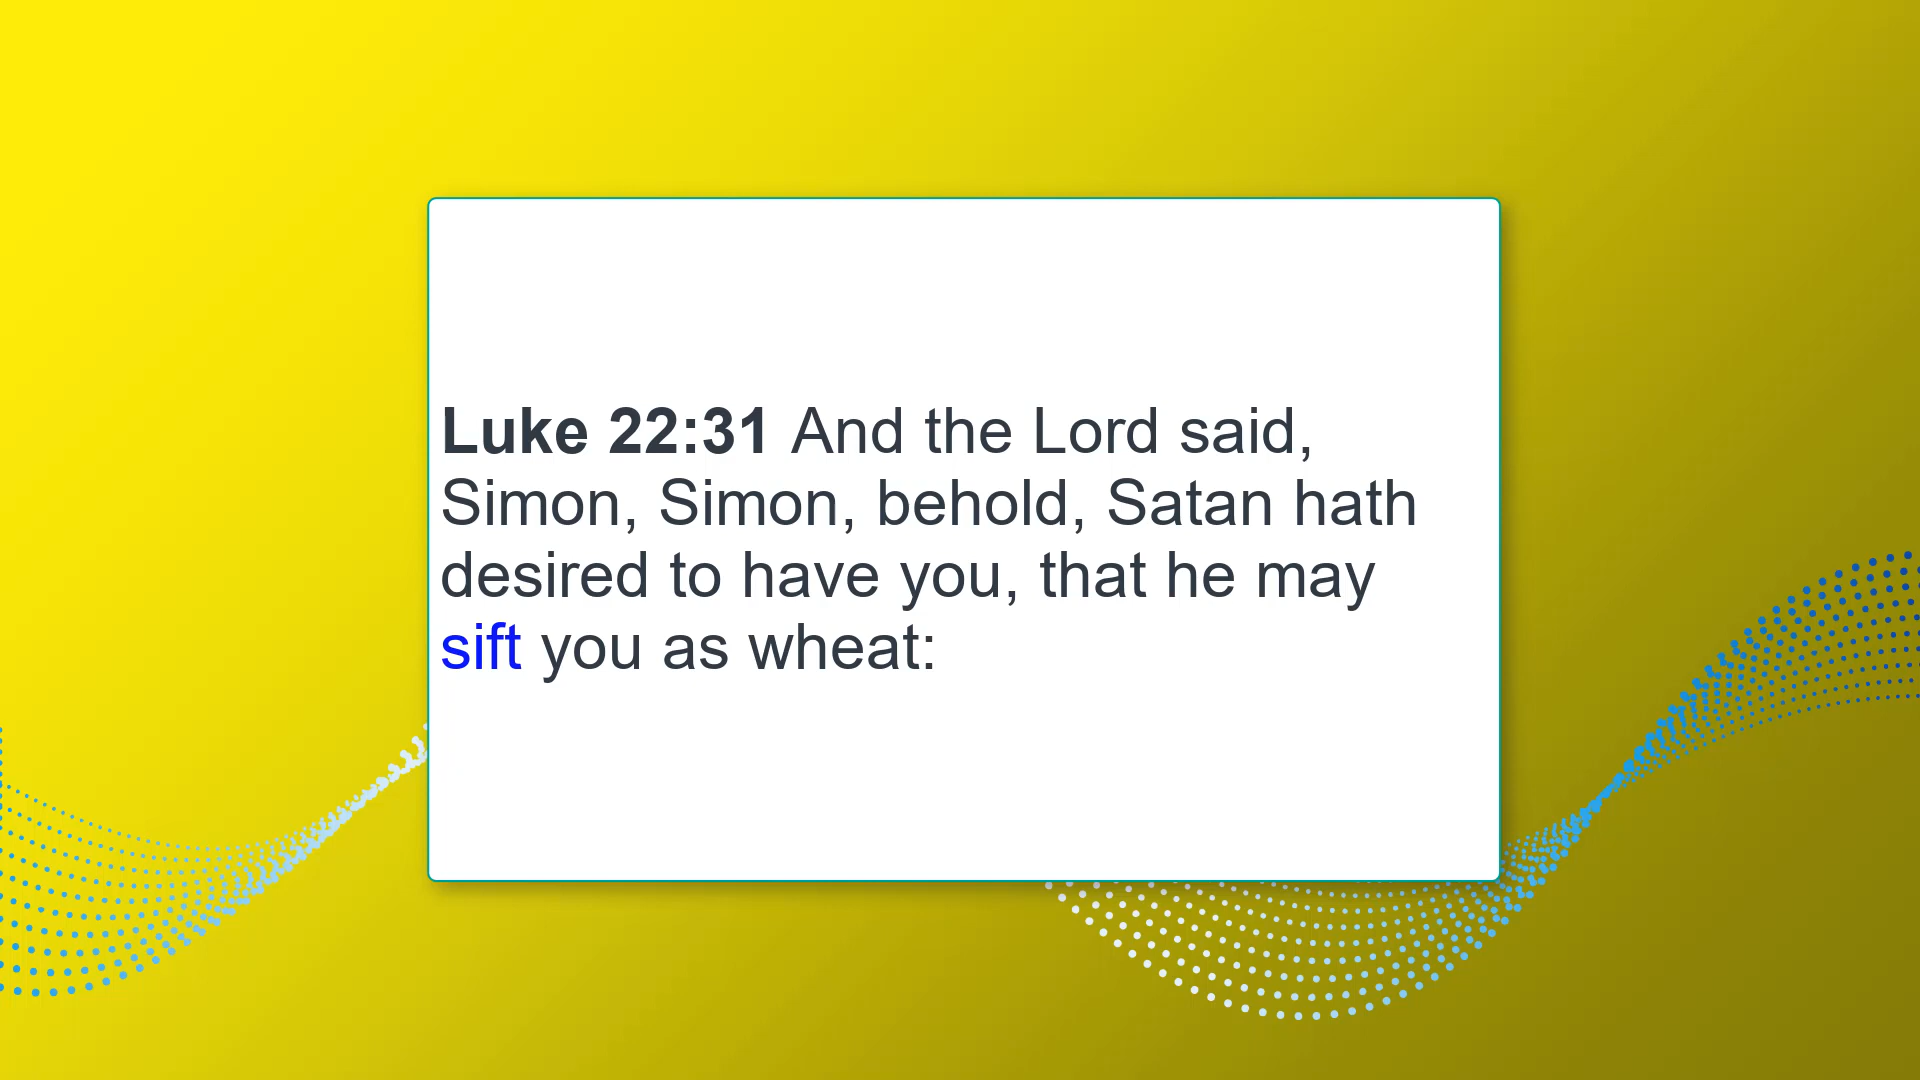 Luke 22:31 And the Lord said,
Simon, Simon, behold, Satan hath
desired to have you, that he may
sift you as wheat: